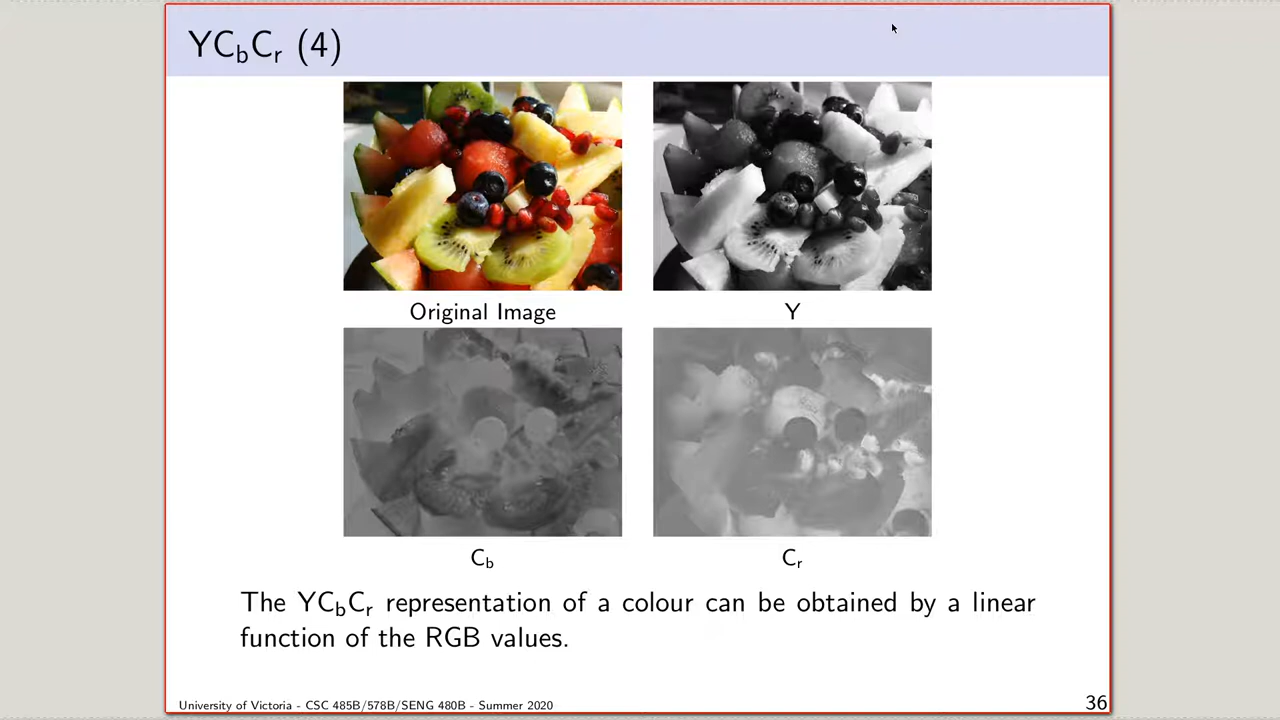 YCbCr (4)
Original Image
Y
Cb
Cr
The YCbCr representation of a colour can be obtained by a linear
function of the RGB values.
University of Victoria - CSC 485B/578B/SENG 480B - Summer 2020
36